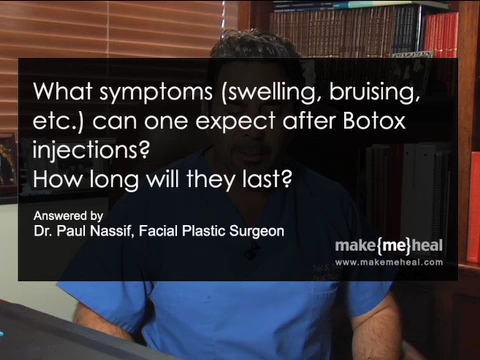 What symptoms (swelling, bruising,
etc.) can one expect after Botox
injections?
How long will they last?
Answered by
Dr. Paul Nassif, Facial Plastic Surgeon
make{me}heal
www.makemeheal.com